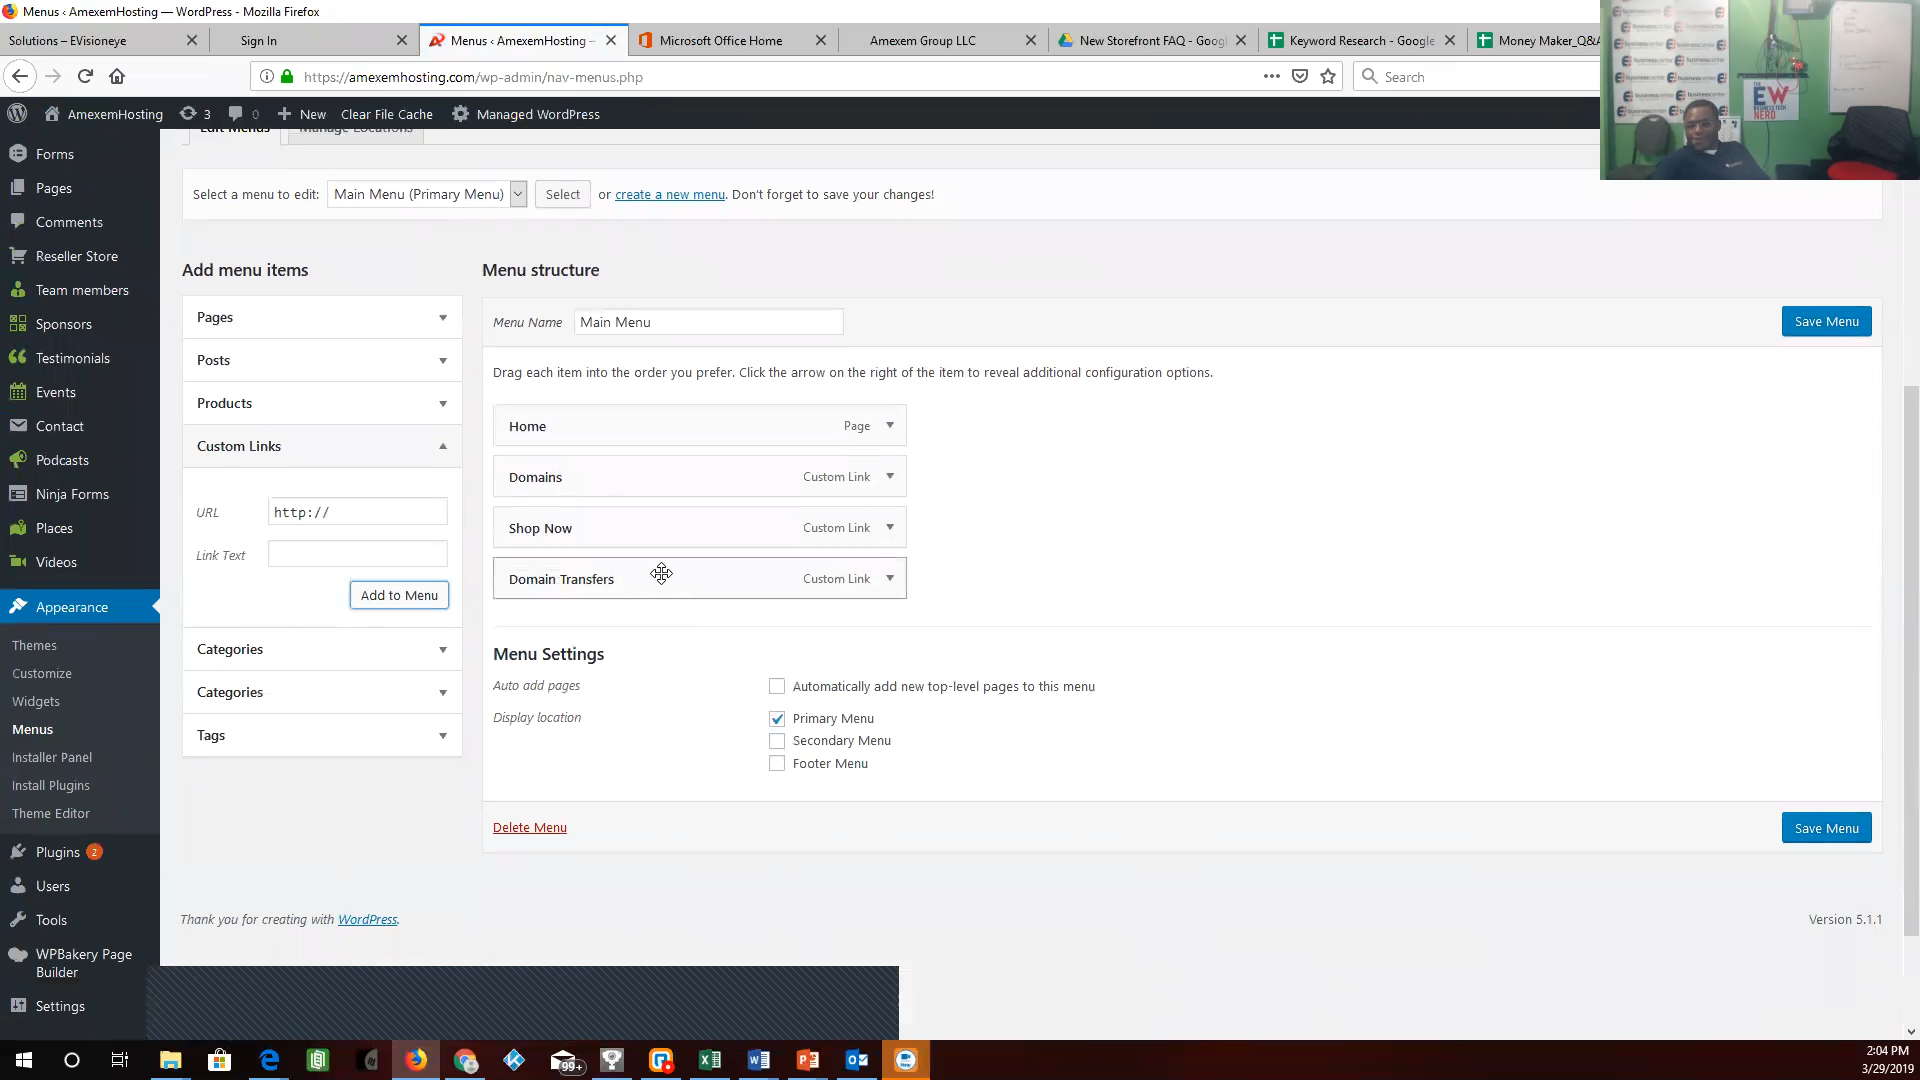 Menus ‹ AmexemHosting — WordPress - Mozilla Firefox
Solutions – EVisioneye
Sign In
Menus ‹ AmexemHosting —
Microsoft Office Home
Amexem Group LLC
New Storefront FAQ - Googl
Keyword Research - Google
Money Maker_Q&A
https://amexemhosting.com/wp-admin/nav-menus.php
Search
AmexemHosting
3
0
New
Clear File Cache
Managed WordPress
THE
EW
BUSINESS TECH
NERD
Edit Menus
Manage Locations
Forms
Pages
Comments
Reseller Store
Team members
Sponsors
Testimonials
Events
Contact
Podcasts
Ninja Forms
Places
Videos
Appearance
Themes
Customize
Widgets
Menus
Installer Panel
Install Plugins
Theme Editor
Plugins 2
Users
Tools
WPBakery Page
Builder
Settings
Select a menu to edit: Main Menu (Primary Menu) Select or create a new menu. Don't forget to save your changes!
Add menu items
Pages
Posts
Products
Custom Links
URL http://
Link Text
Add to Menu
Categories
Categories
Tags
Menu structure
Menu Name Main Menu
Save Menu
Drag each item into the order you prefer. Click the arrow on the right of the item to reveal additional configuration options.
Home Page
Domains Custom Link
Shop Now Custom Link
Domain Transfers Custom Link
Menu Settings
Auto add pages
Automatically add new top-level pages to this menu
Display location
Primary Menu
Secondary Menu
Footer Menu
Delete Menu
Save Menu
Thank you for creating with WordPress.
Version 5.1.1
99+
2:04 PM
3/29/2019